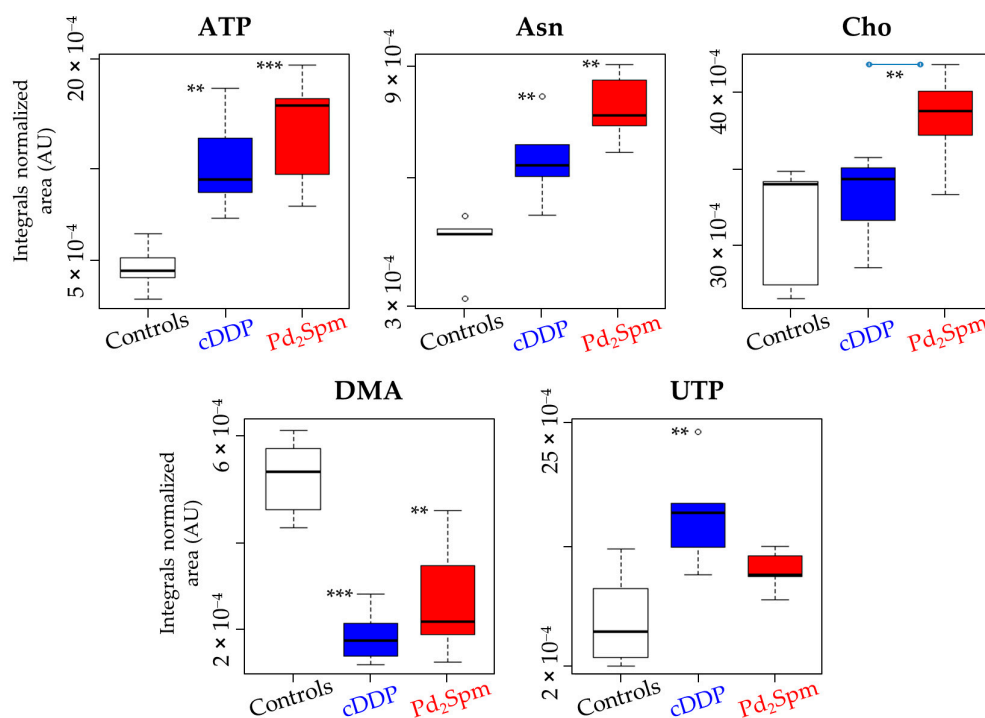 ATP
Asn
Cho
Integrals normalized
area (AU)
20 × 10⁻⁴
5 × 10⁻⁴
**
***
Controls
cDDP
Pd₂Spm
9 × 10⁻⁴
3 × 10⁻⁴
**
**
Controls
cDDP
Pd₂Spm
40 × 10⁻⁴
30 × 10⁻⁴
**
Controls
cDDP
Pd₂Spm
DMA
UTP
Integrals normalized
area (AU)
6 × 10⁻⁴
2 × 10⁻⁴
***
**
Controls
cDDP
Pd₂Spm
25 × 10⁻⁴
2 × 10⁻⁴
**
Controls
cDDP
Pd₂Spm